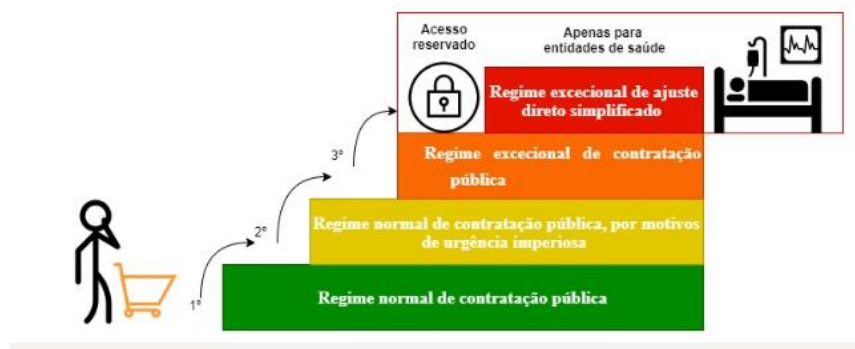 Acesso
reservado
Apenas para
entidades de saúde
Regime excecional de ajuste
direto simplificado
3º
Regime excecional de contratação
pública
2º
Regime normal de contratação pública, por motivos
de urgência imperiosa
1º
Regime normal de contratação pública